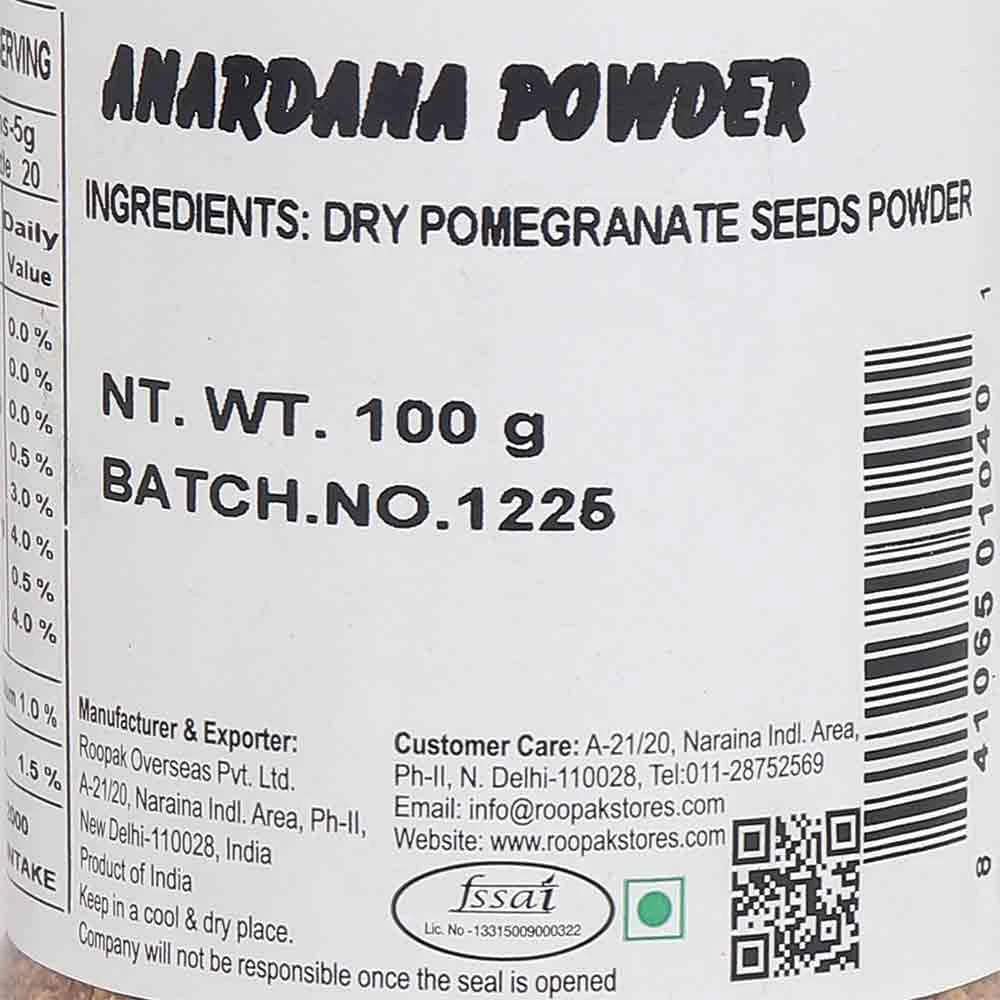 ERVING
s-5g
20
Daily
Value
0.0 %
0.0 %
0.0 %
0.5 %
3.0 %
4.0 %
0.5 %
4.0 %
1.0 %
1.5 %
NTAKE
ANARDANA POWDER
INGREDIENTS: DRY POMEGRANATE SEEDS POWDER
NT. WT. 100 g
BATCH.NO.1226
Manufacturer & Exporter:
Roopak Overseas Pvt. Ltd.
A-21/20, Naraina Indl. Area, Ph-II,
New Delhi-110028, India
Product of India
Keep in a cool & dry place.
Company will not be responsible once the seal is opened
Customer Care: A-21/20, Naraina Indl. Area,
Ph-II, N. Delhi-110028, Tel:011-28752569
Email: info@roopakstores.com
Website: www.roopakstores.com
fssai
Lic. No -13315009000322
8 41065 01040 1